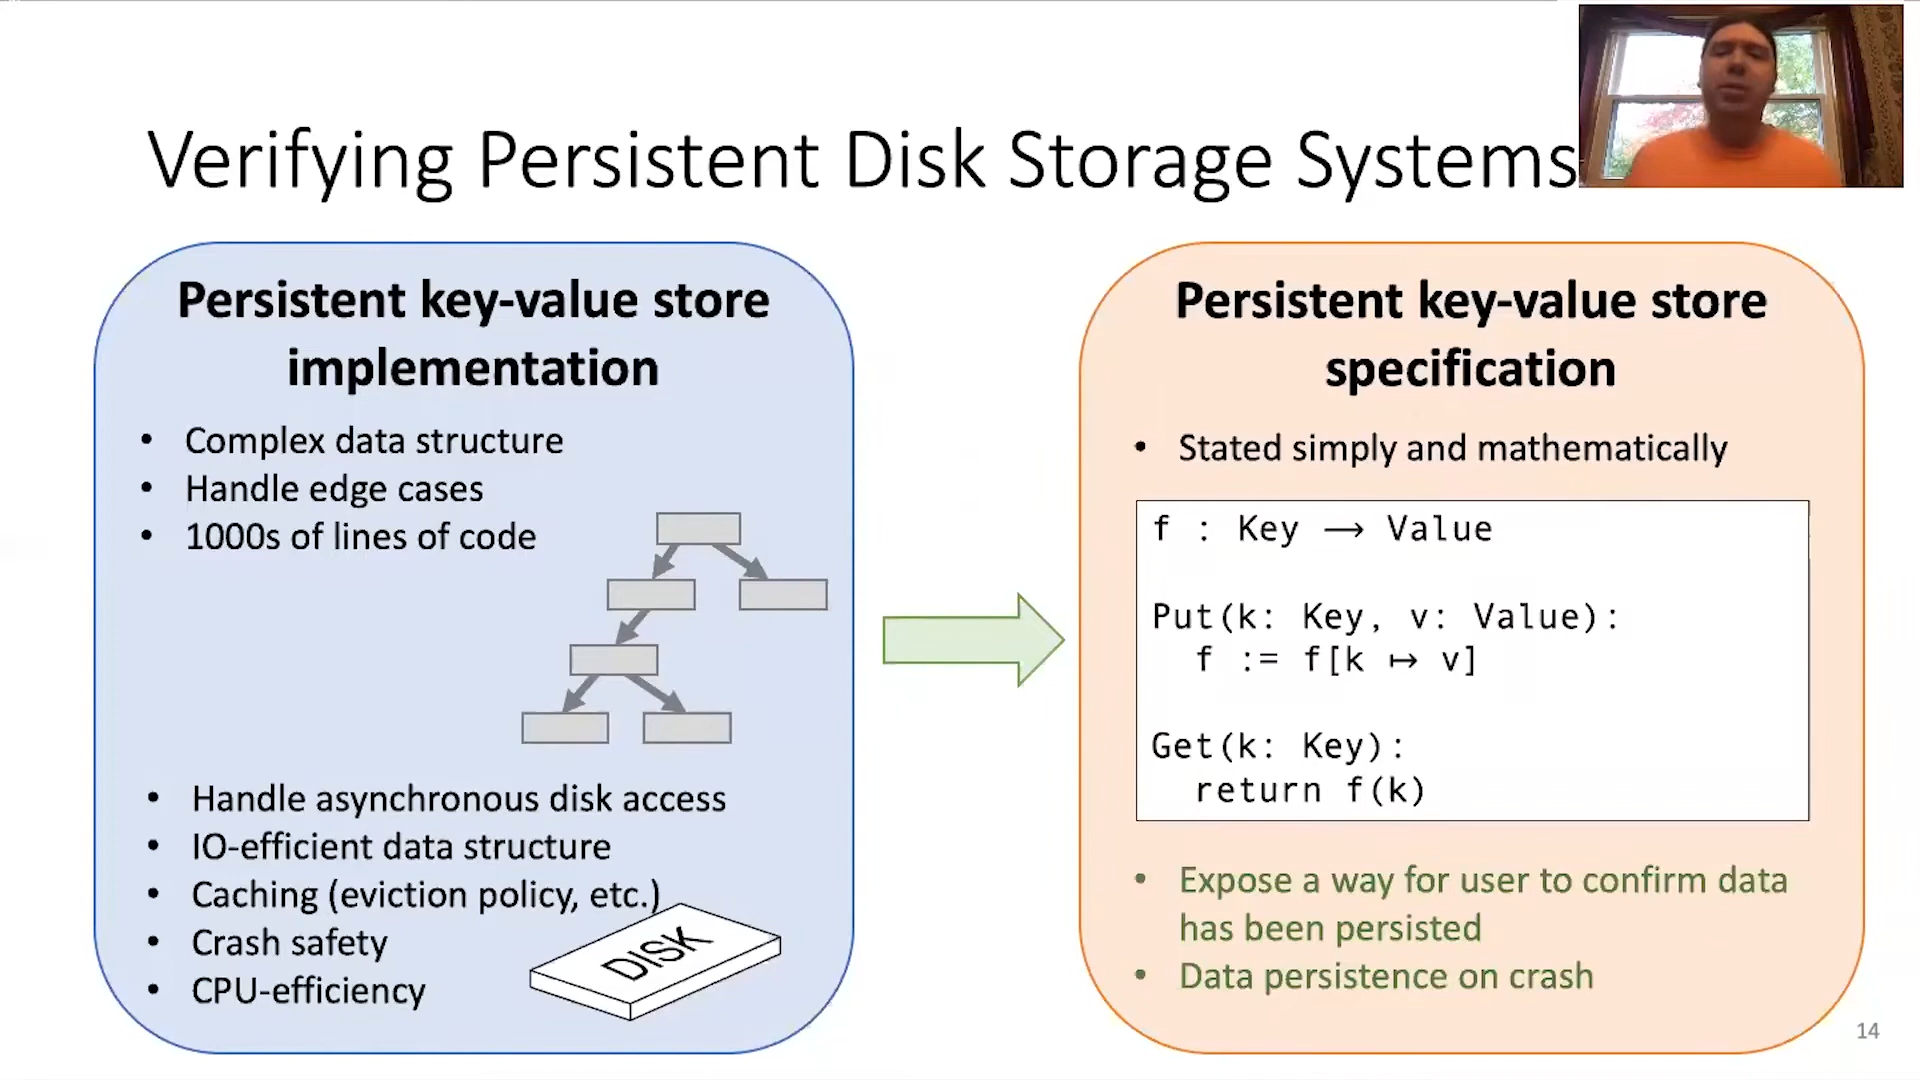 Verifying Persistent Disk Storage Systems
Persistent key-value store
implementation
• Complex data structure
• Handle edge cases
• 1000s of lines of code
• Handle asynchronous disk access
• IO-efficient data structure
• Caching (eviction policy, etc.)
• Crash safety
• CPU-efficiency
DISK
Persistent key-value store
specification
• Stated simply and mathematically
f : Key ⟶ Value
Put(k: Key, v: Value):
f := f[k ↦ v]
Get(k: Key):
return f(k)
• Expose a way for user to confirm data
has been persisted
• Data persistence on crash
14